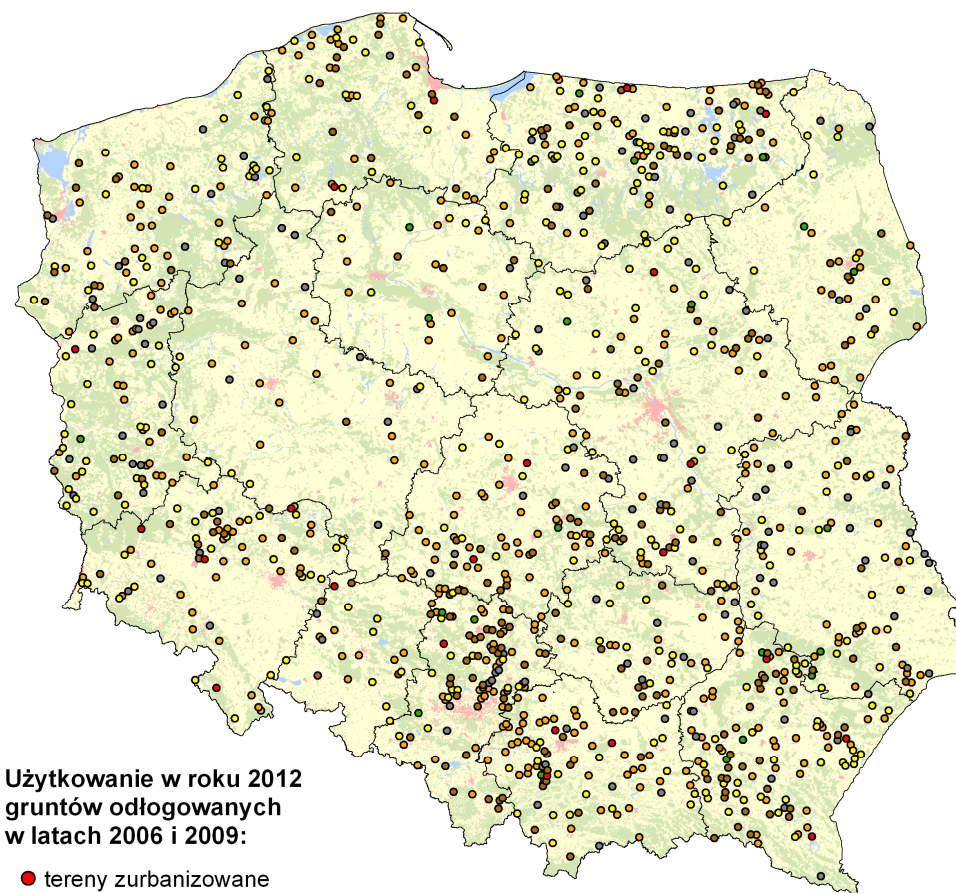 Użytkowanie w roku 2012
gruntów odłogowanych
w latach 2006 i 2009:
tereny zurbanizowane